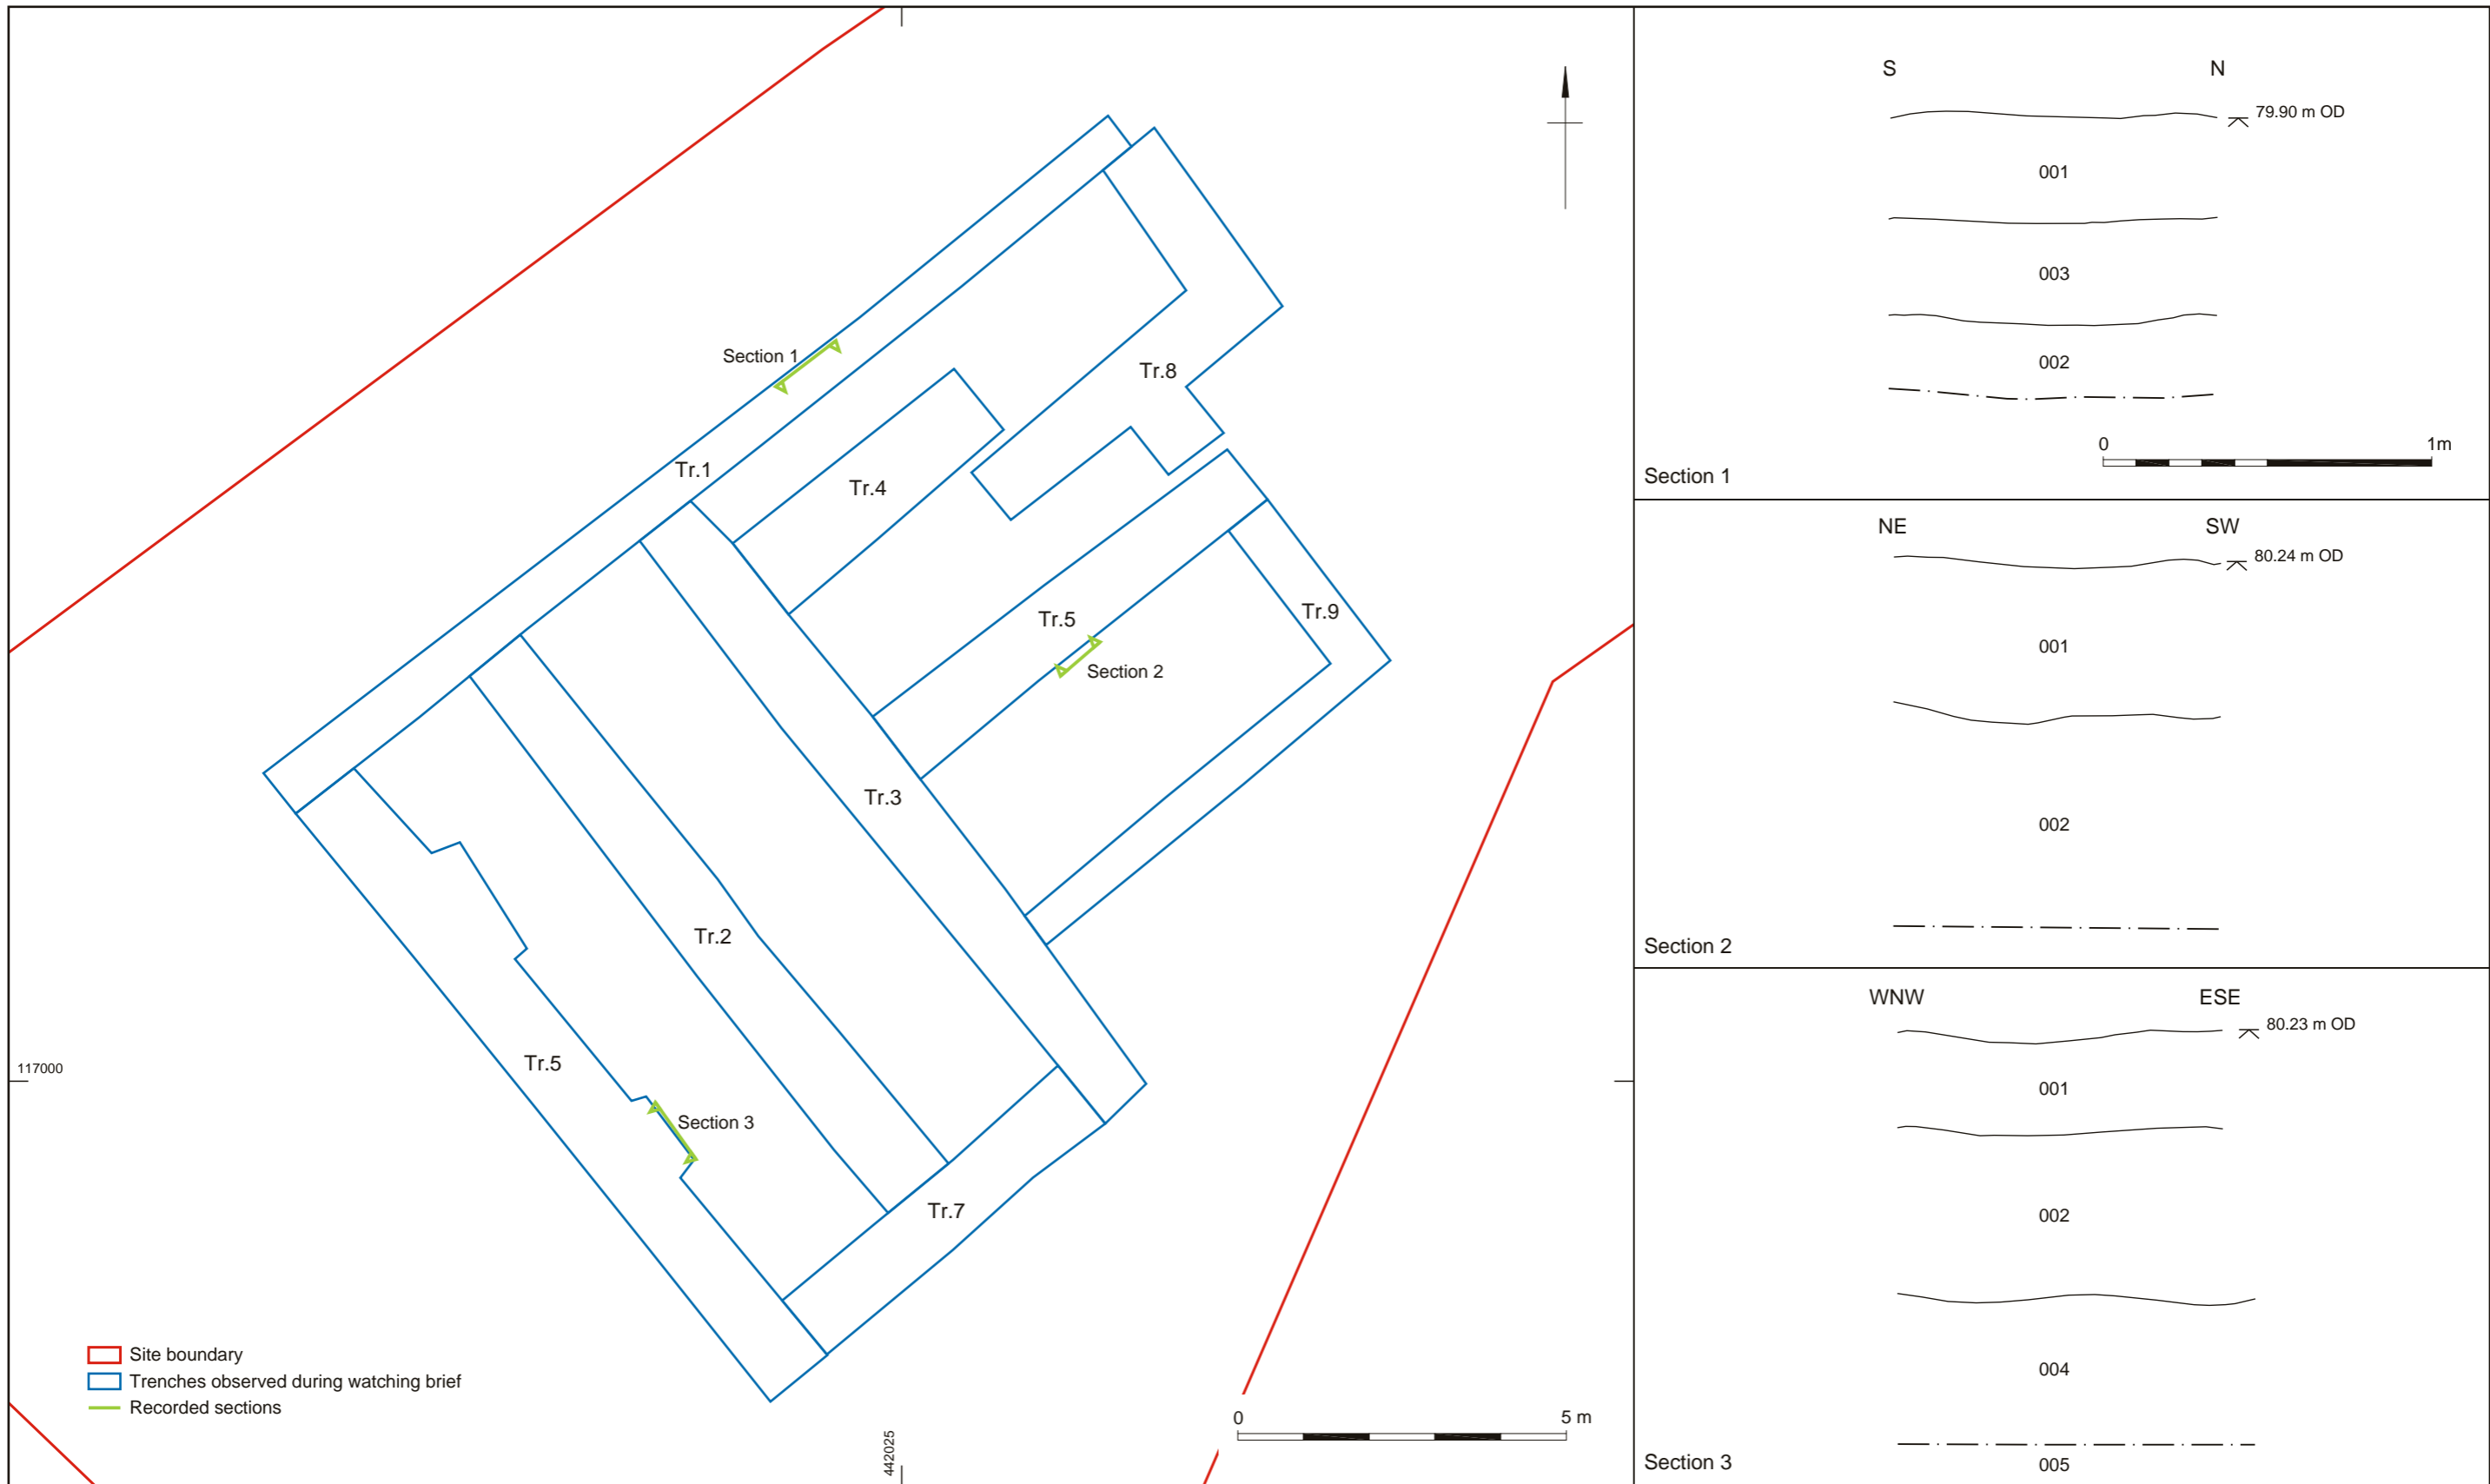 Section 1
Tr.1
Tr.4
Tr.8
Tr.5
Tr.9
Section 2
Tr.3
Tr.2
Tr.5
Section 3
Tr.7
117000
442025
Site boundary
Trenches observed during watching brief
Recorded sections
0 5 m
S N
79.90 m OD
001
003
002
0 1m
Section 1
NE SW
80.24 m OD
001
002
Section 2
WNW ESE
80.23 m OD
001
002
004
005
Section 3